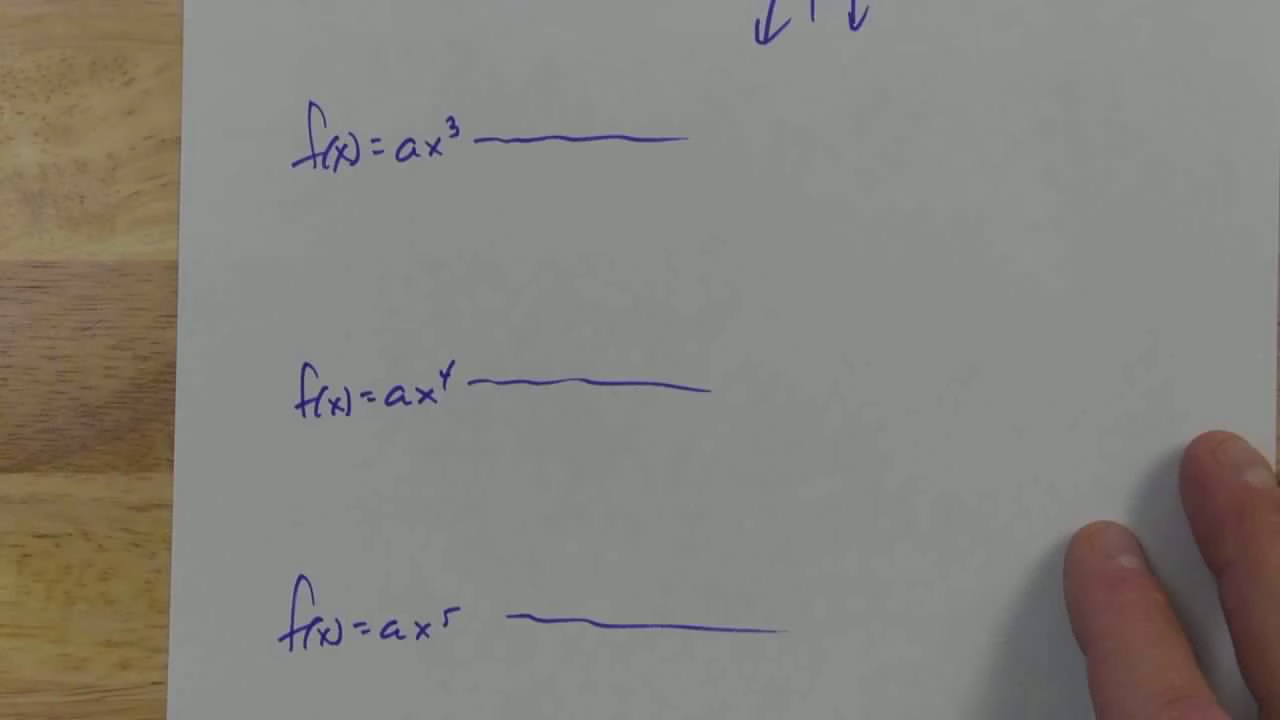 f(x) = ax³
f(x) = ax⁴
f(x) = ax⁵